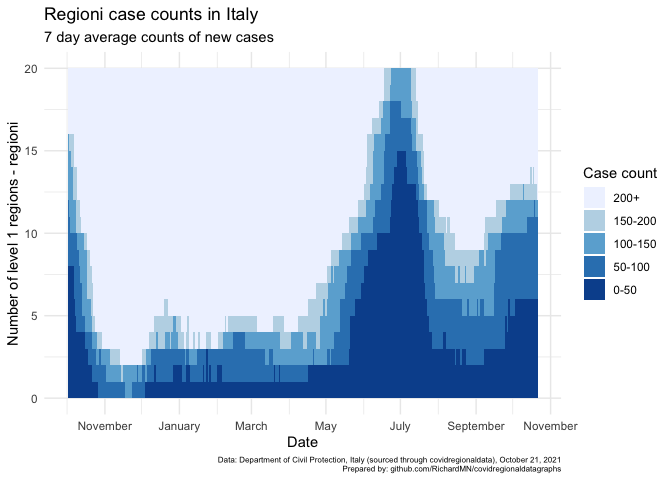 Regioni case counts in Italy
7 day average counts of new cases
Number of level 1 regions - regioni
20
15
10
5
0
November
January
March
May
July
September
November
Date
Case count
200+
150-200
100-150
50-100
0-50
Data: Department of Civil Protection, Italy (sourced through covidregionaldata), October 21, 2021
Prepared by: github.com/RichardMN/covidregionaldatagraphs